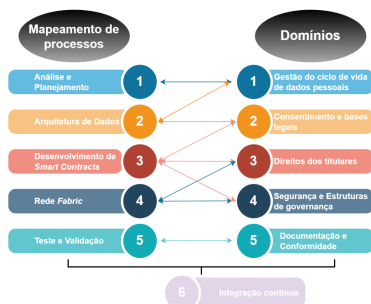 Mapeamento de
processos
Domínios
Análise e
Planejamento
1
1
Gestão do ciclo de vida
de dados pessoais
Arquitetura de Dados
2
2
Consentimento e bases
legais
Desenvolvimento de
Smart Contracts
3
3
Direitos dos titulares
Rede Fabric
4
4
Segurança e Estruturas
de governança
Teste e Validação
5
5
Documentação e
Conformidade
6
Integração contínua